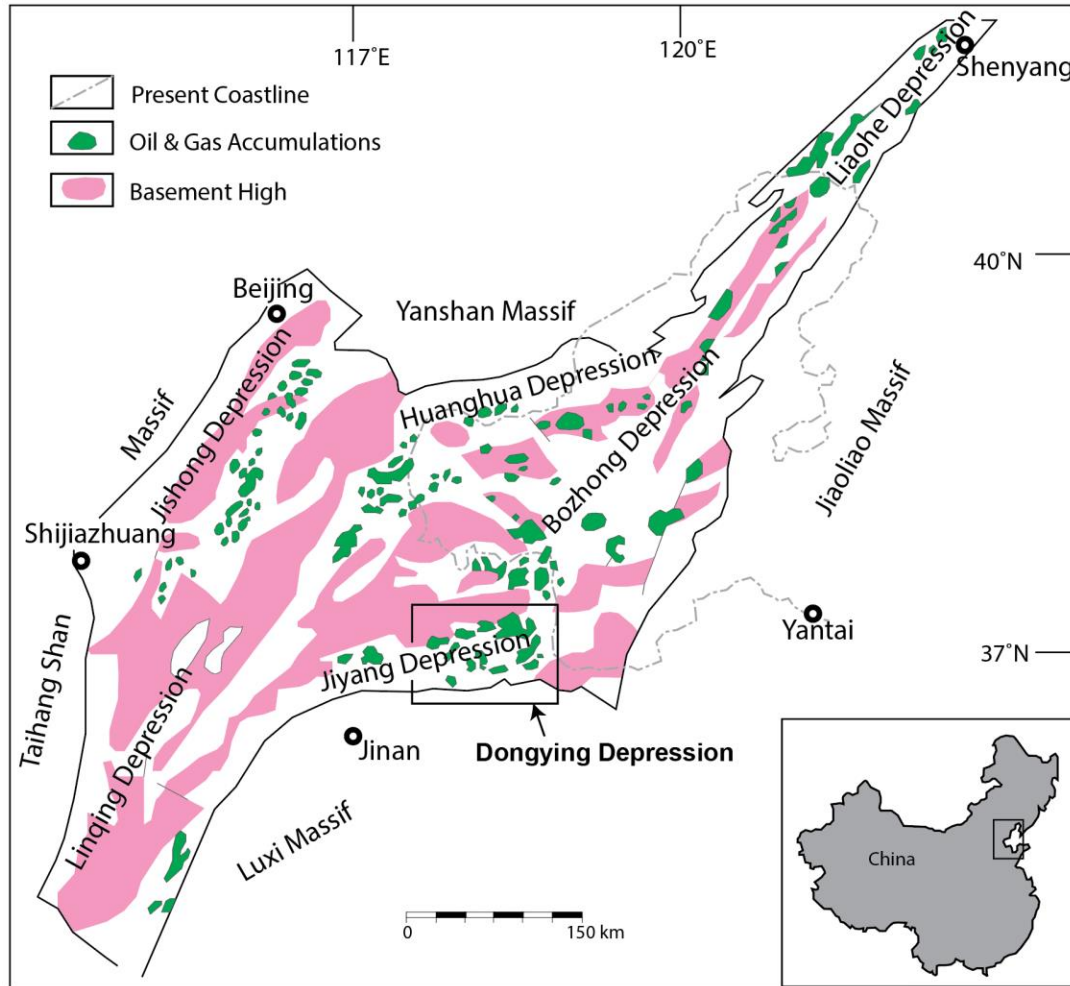 117°E
120°E
Present Coastline
Oil & Gas Accumulations
Basement High
Shenyang
Liaohe Depression
40°N
Beijing
Yanshan Massif
Huanghua Depression
Massif
Jishong Depression
Bozhong Depression
Jiaoliao Massif
Shijiazhuang
Taihang Shan
Yantai
37°N
Jiyang Depression
Linqing Depression
Jinan
Dongying Depression
Luxi Massif
China
0
150 km